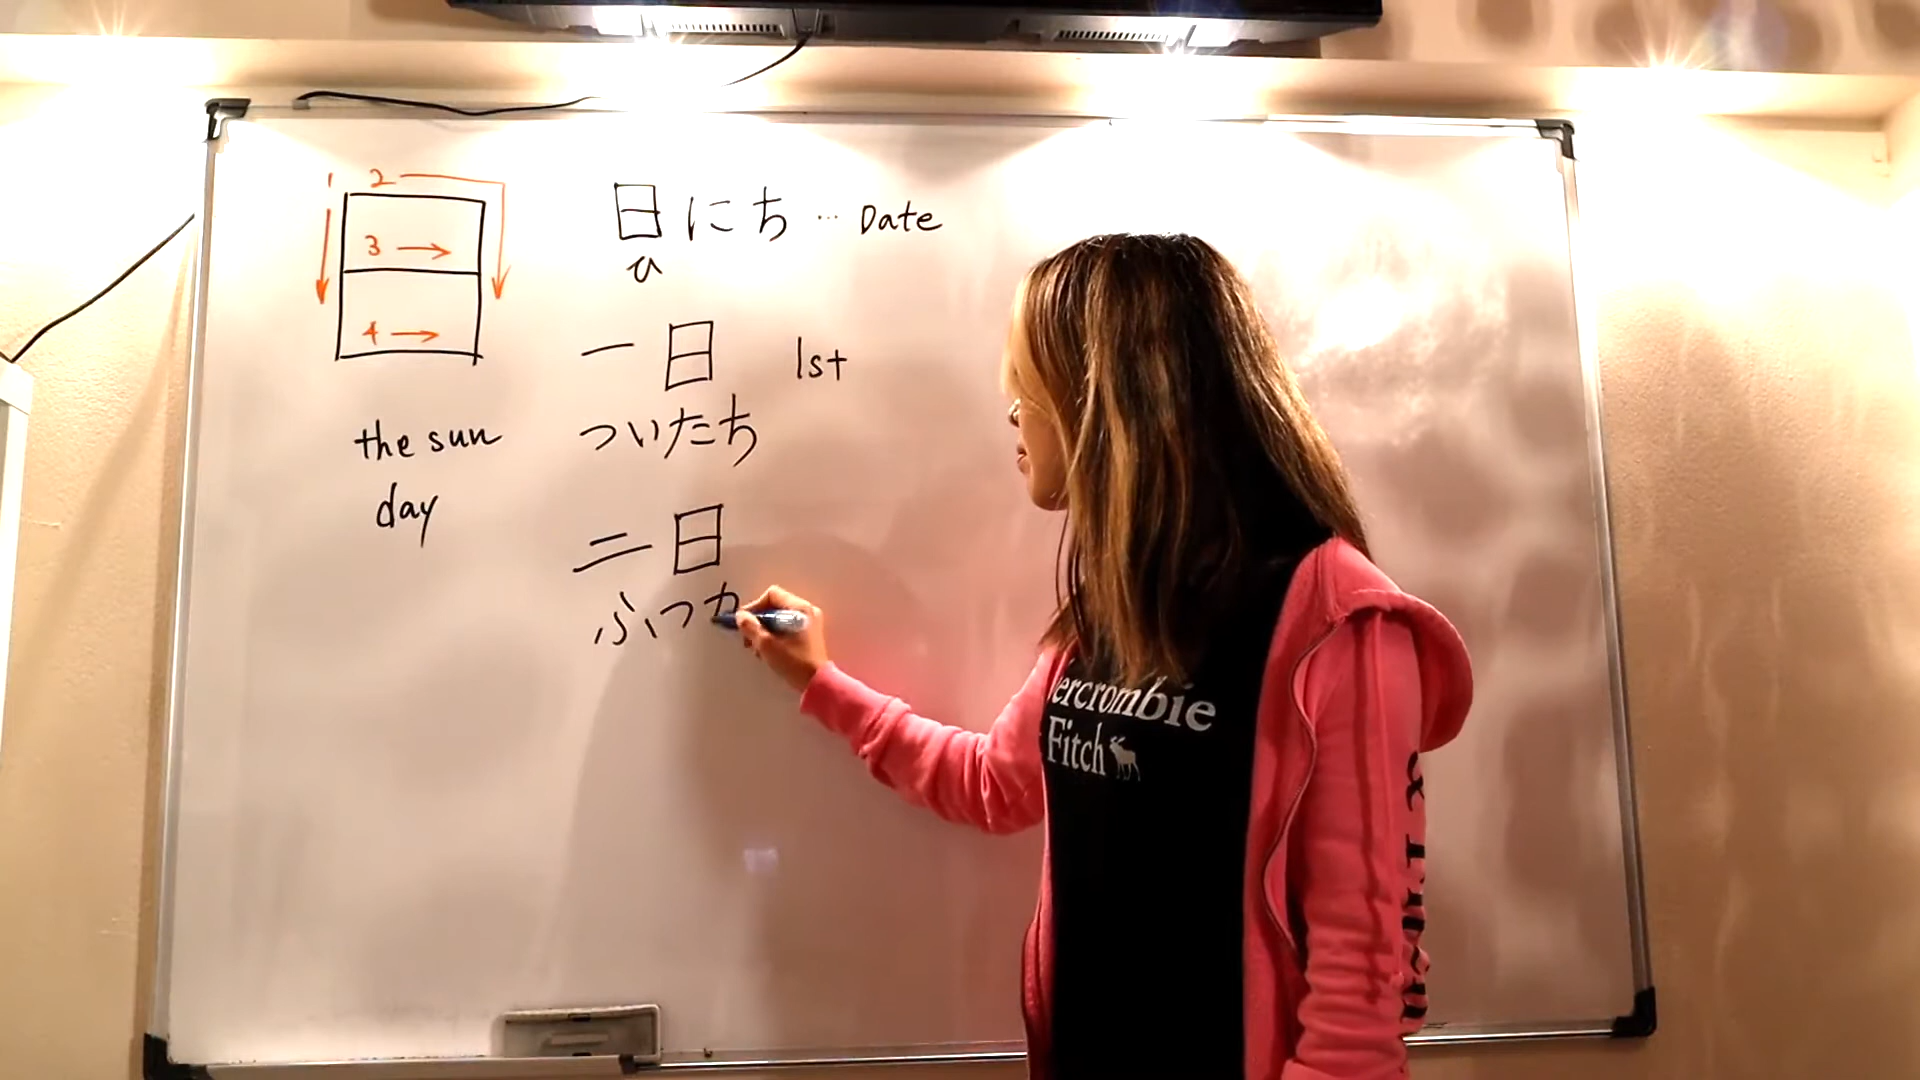 1 2
3 →
4 →
the sun
day
日にち … Date
ひ
一日 1st
ついたち
二日
ふつか
ercrombie
Fitch